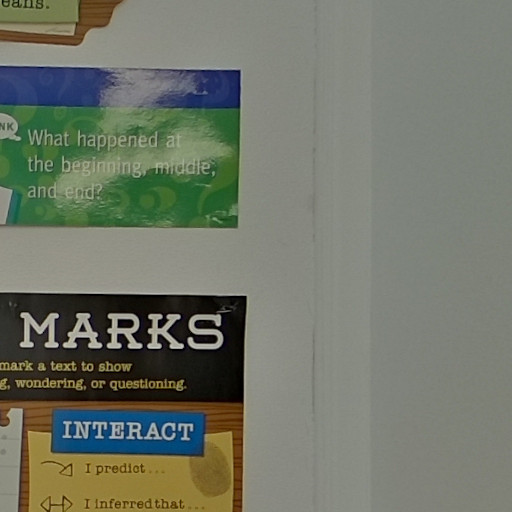 eans.
NK
What happened at
the beginning, middle,
and end?
MARKS
mark a text to show
g, wondering, or questioning.
INTERACT
I predict...
I inferred that...